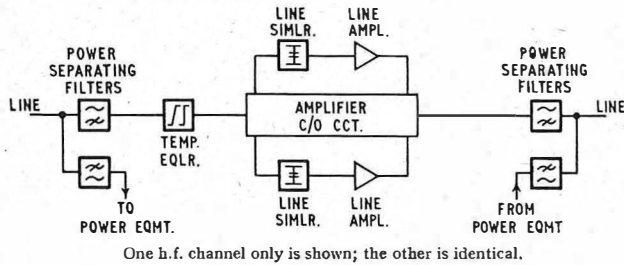 LINE
SIMLR.
LINE
AMPL.
POWER
SEPARATING
FILTERS
POWER
SEPARATING
FILTERS
LINE
LINE
AMPLIFIER
C/O CCT.
TEMP.
EQLR.
TO
POWER EQMT.
LINE
SIMLR.
LINE
AMPL.
FROM
POWER EQMT
One h.f. channel only is shown; the other is identical.